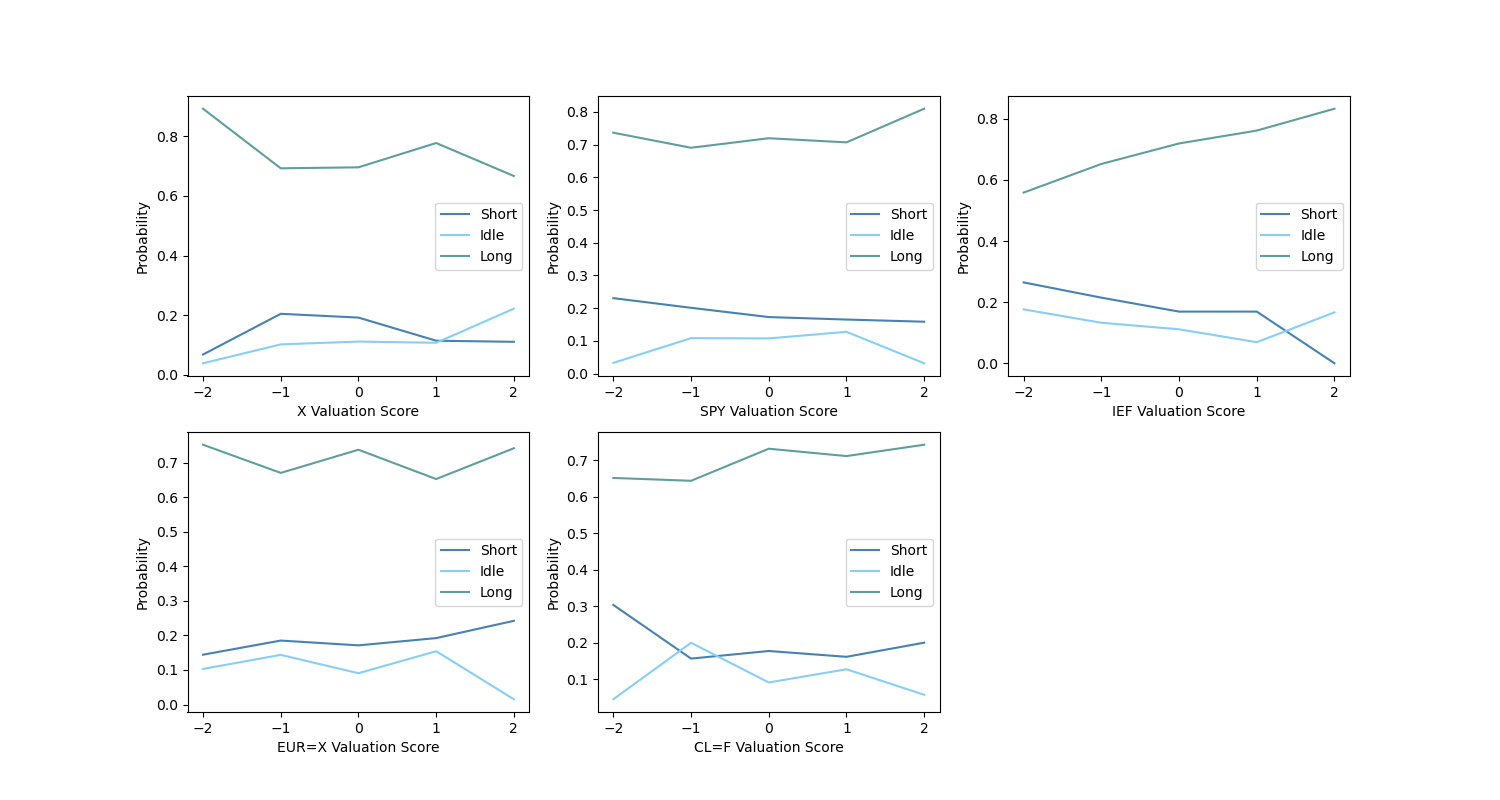 0.8
0.6
0.4
0.2
0.0
Probability
−2 −1 0 1 2
X Valuation Score
Short
Idle
Long
0.8
0.7
0.6
0.5
0.4
0.3
0.2
0.1
0.0
Probability
−2 −1 0 1 2
SPY Valuation Score
Short
Idle
Long
0.8
0.6
0.4
0.2
0.0
Probability
−2 −1 0 1 2
IEF Valuation Score
Short
Idle
Long
0.7
0.6
0.5
0.4
0.3
0.2
0.1
0.0
Probability
−2 −1 0 1 2
EUR=X Valuation Score
Short
Idle
Long
0.7
0.6
0.5
0.4
0.3
0.2
0.1
Probability
−2 −1 0 1 2
CL=F Valuation Score
Short
Idle
Long